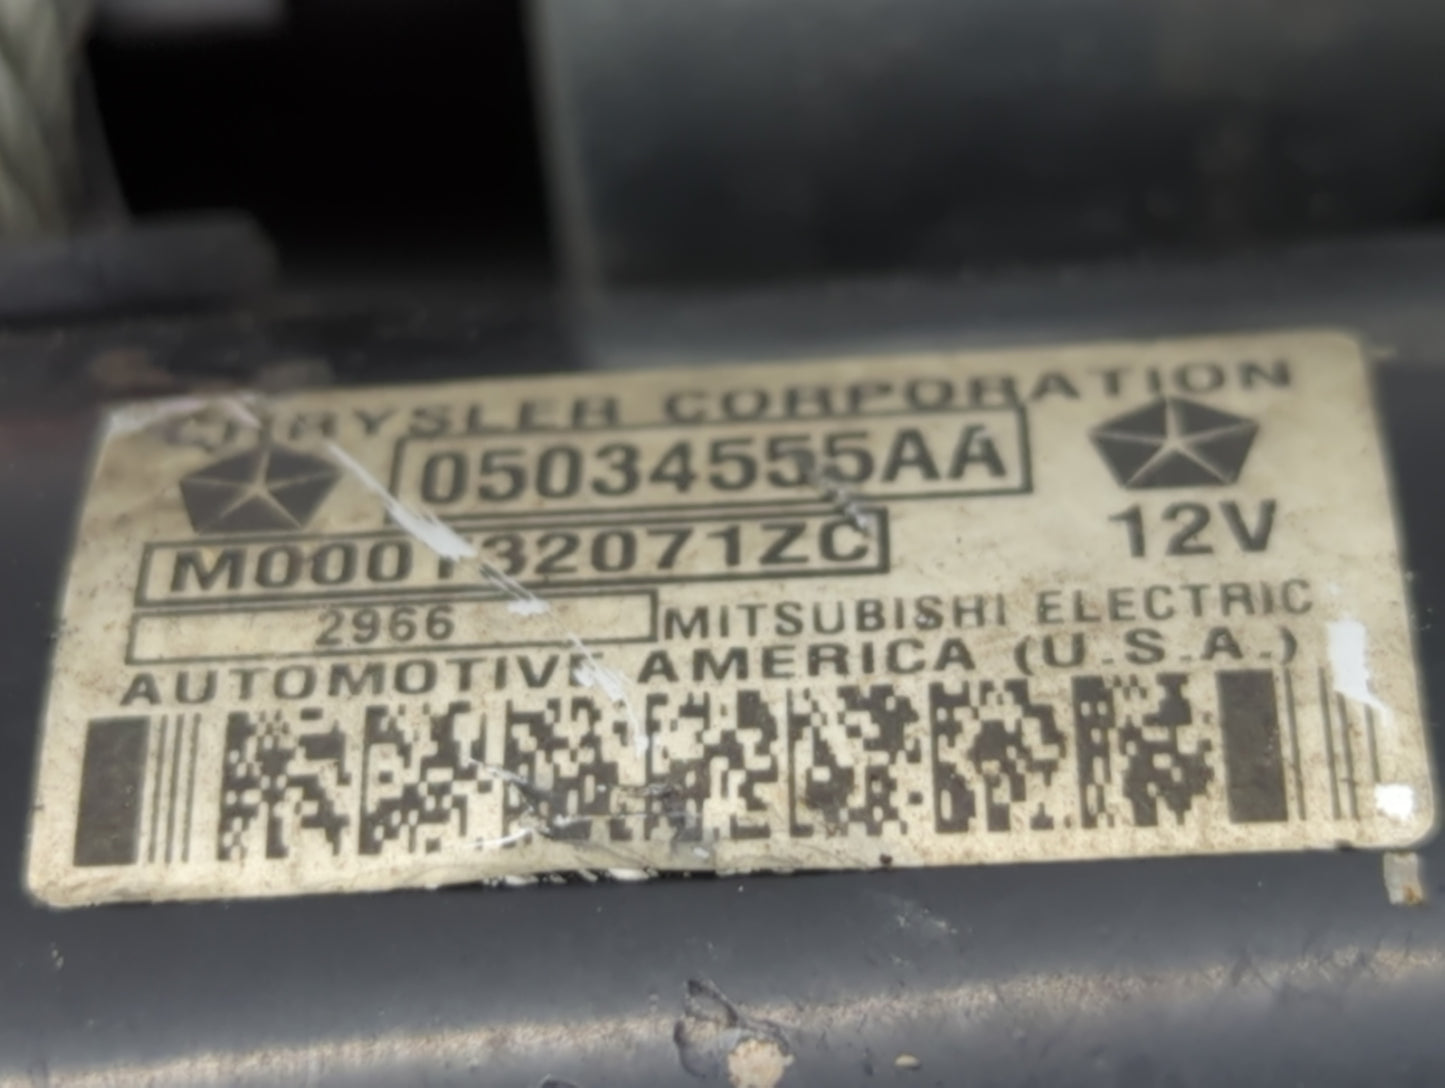 CHRYSLER CORPORATION
05034555AA
M000T32071ZC
12V
2966
MITSUBISHI ELECTRIC
AUTOMOTIVE AMERICA (U.S.A.)